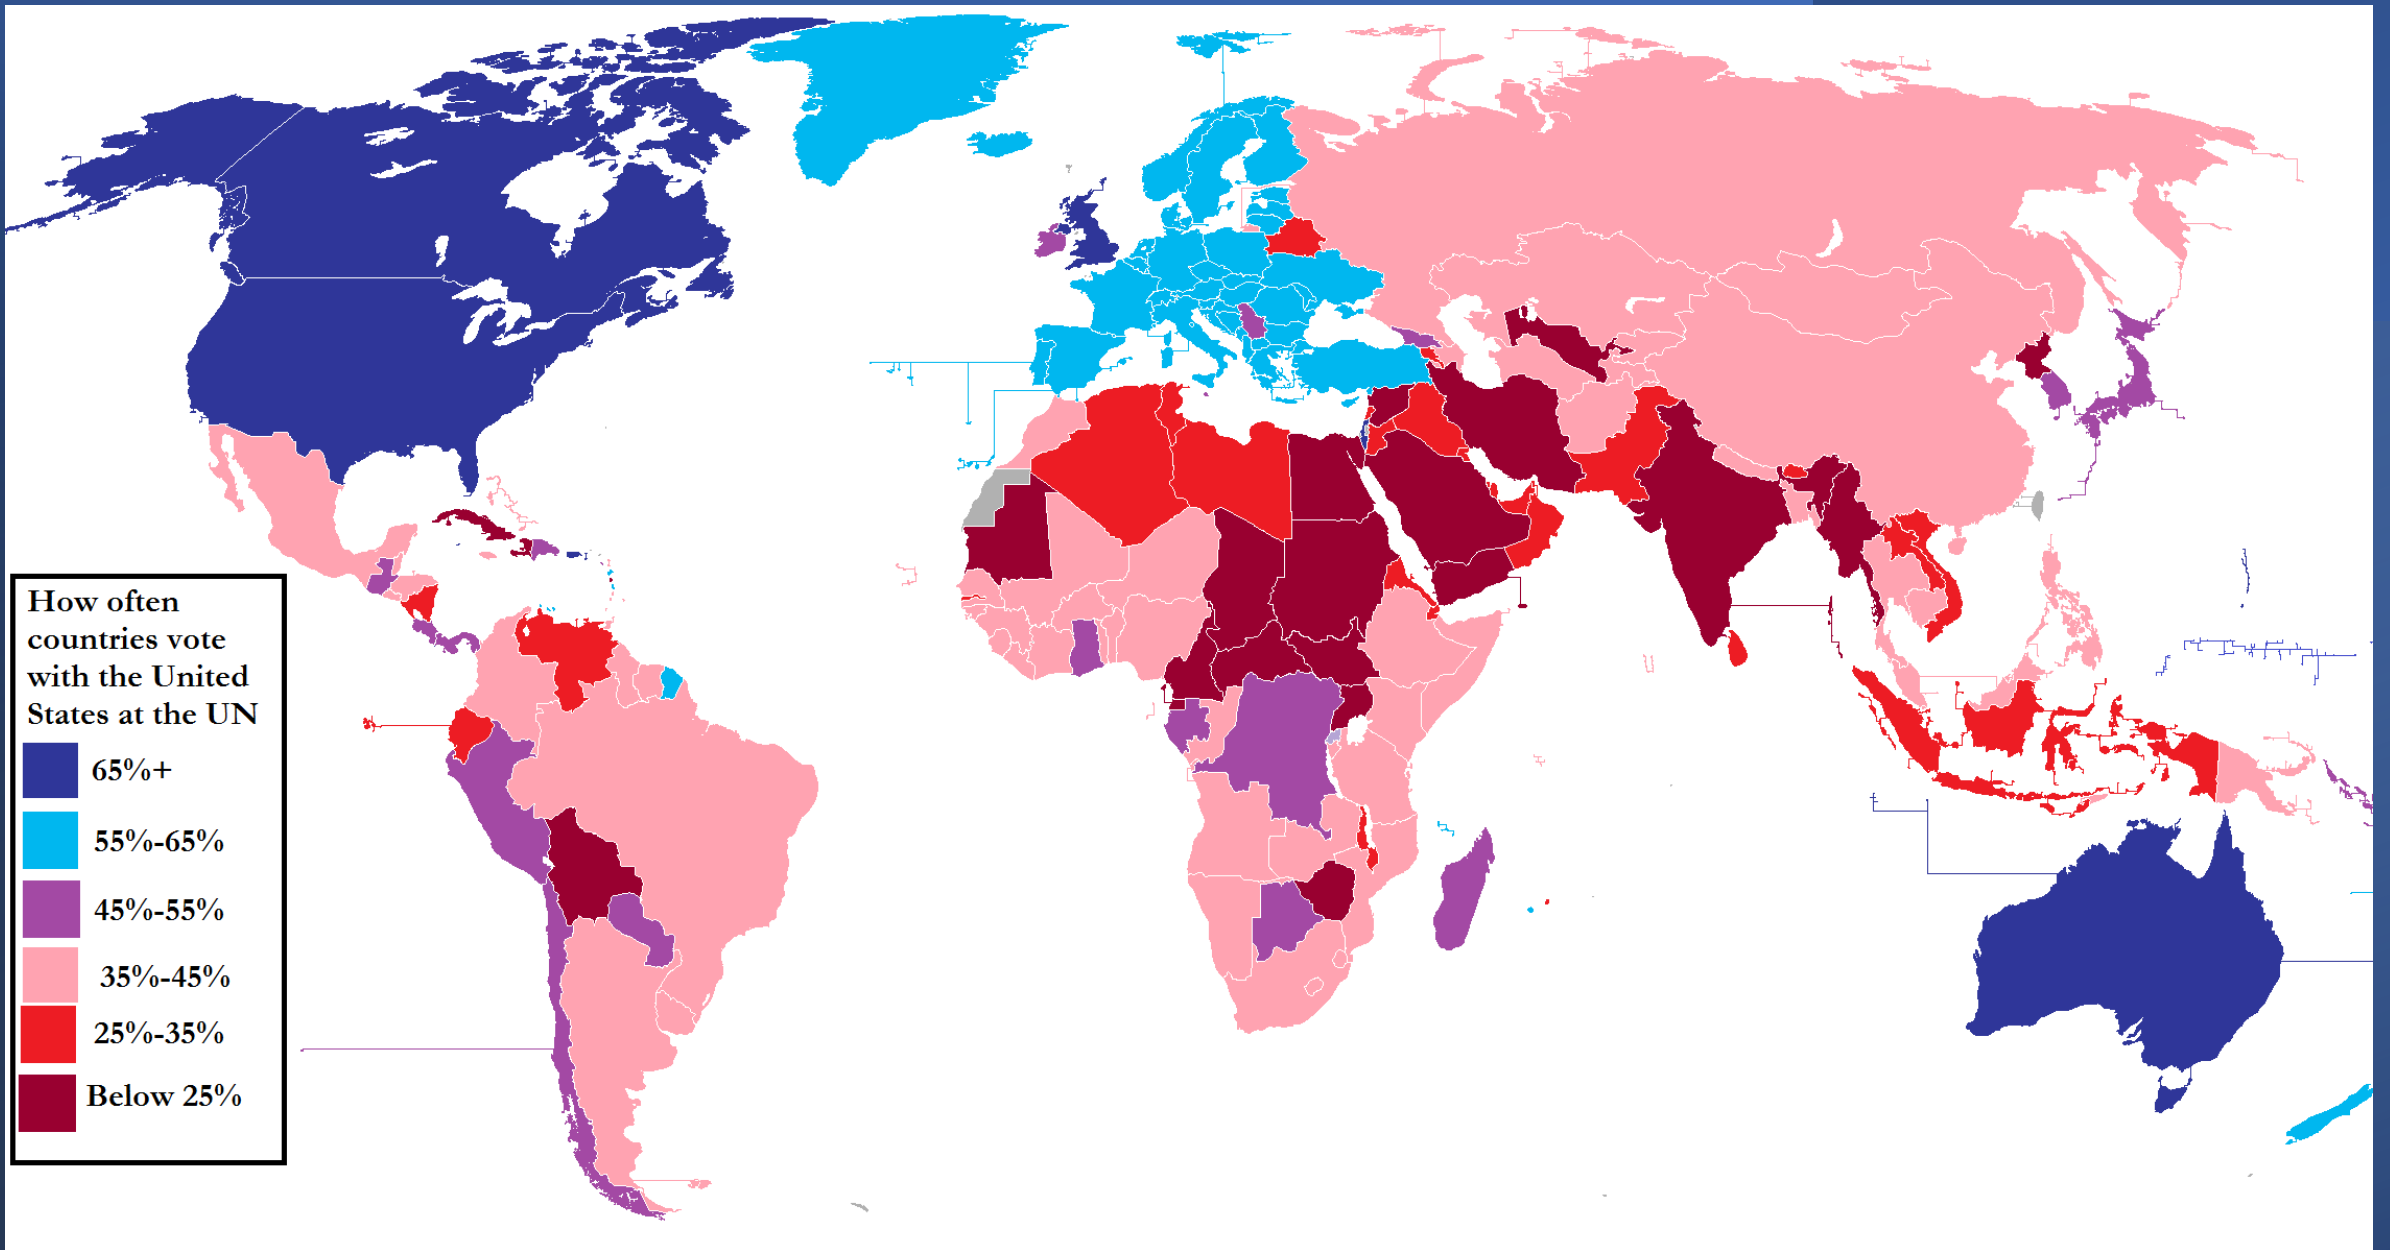 How often
countries vote
with the United
States at the UN
65%+
55%-65%
45%-55%
35%-45%
25%-35%
Below 25%